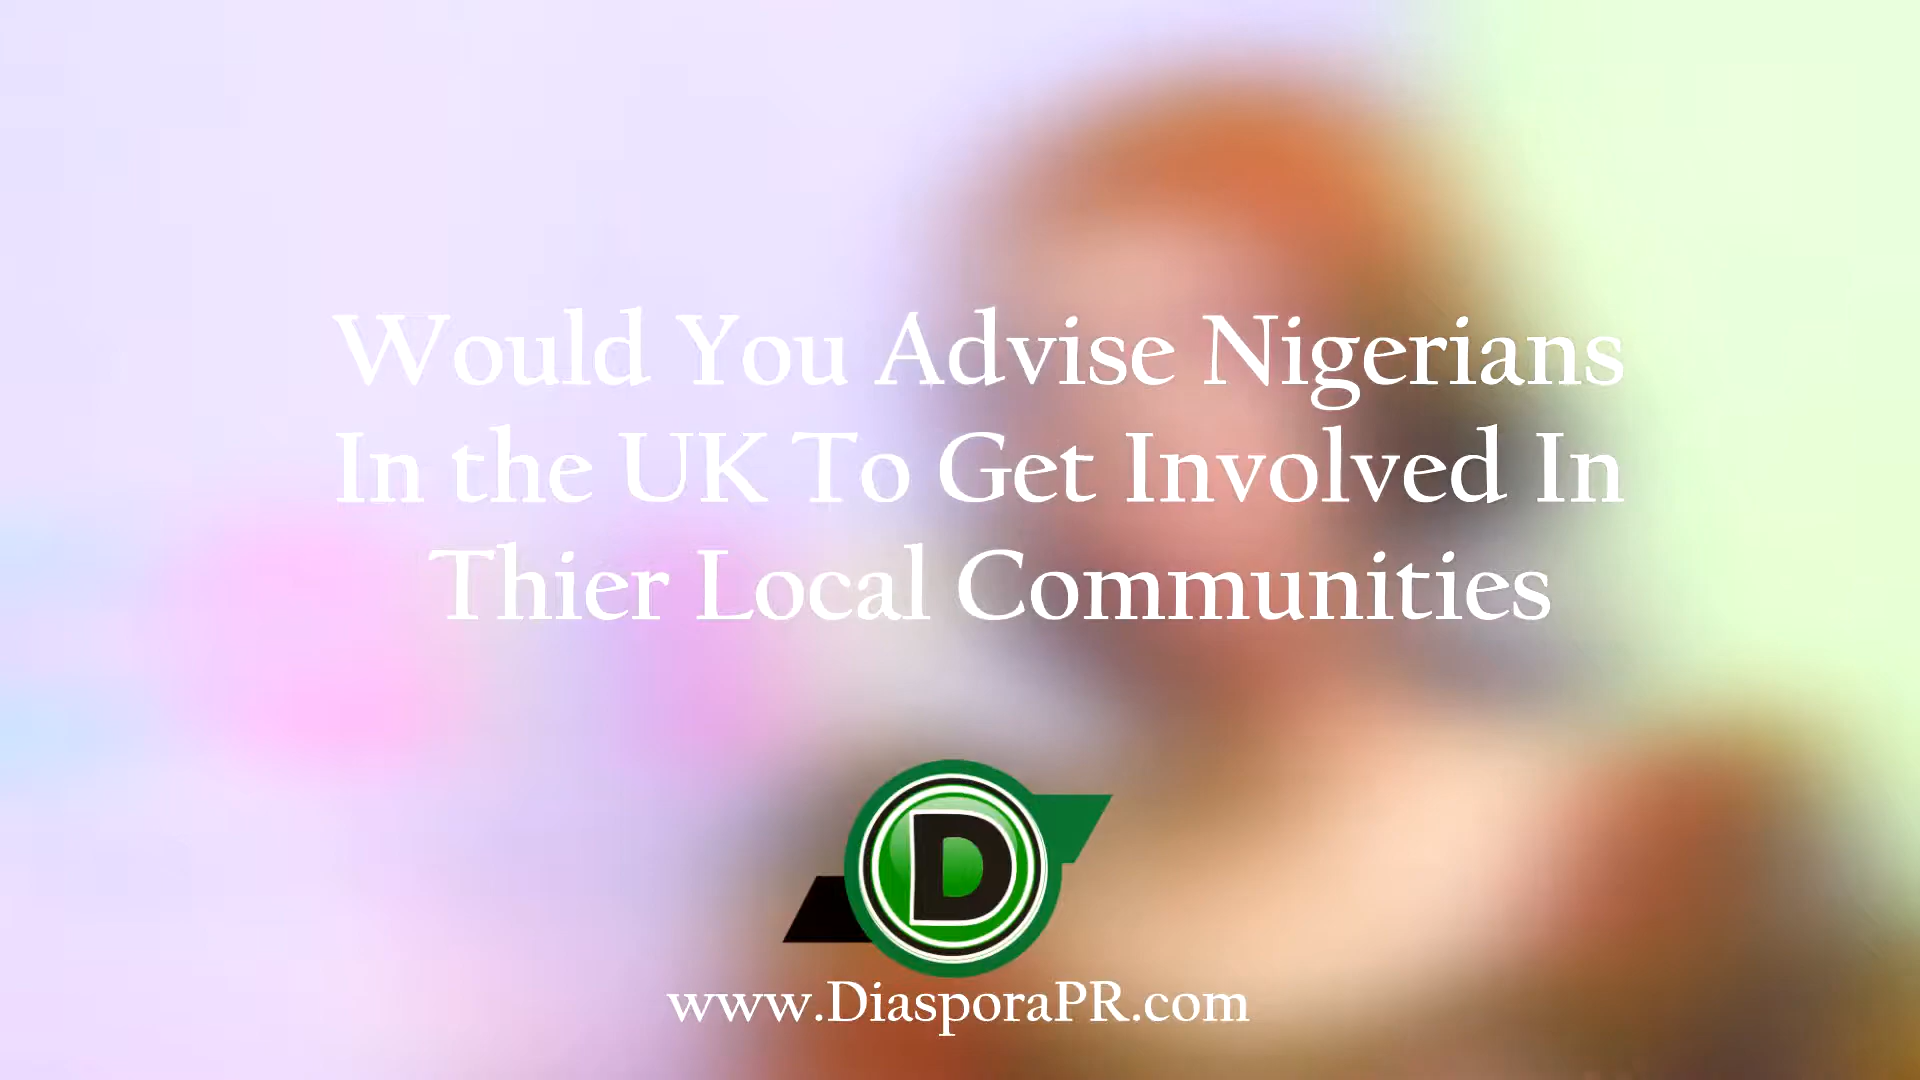 Would You Advise Nigerians
In the UK To Get Involved In
Thier Local Communities
D
www.DiasporaPR.com